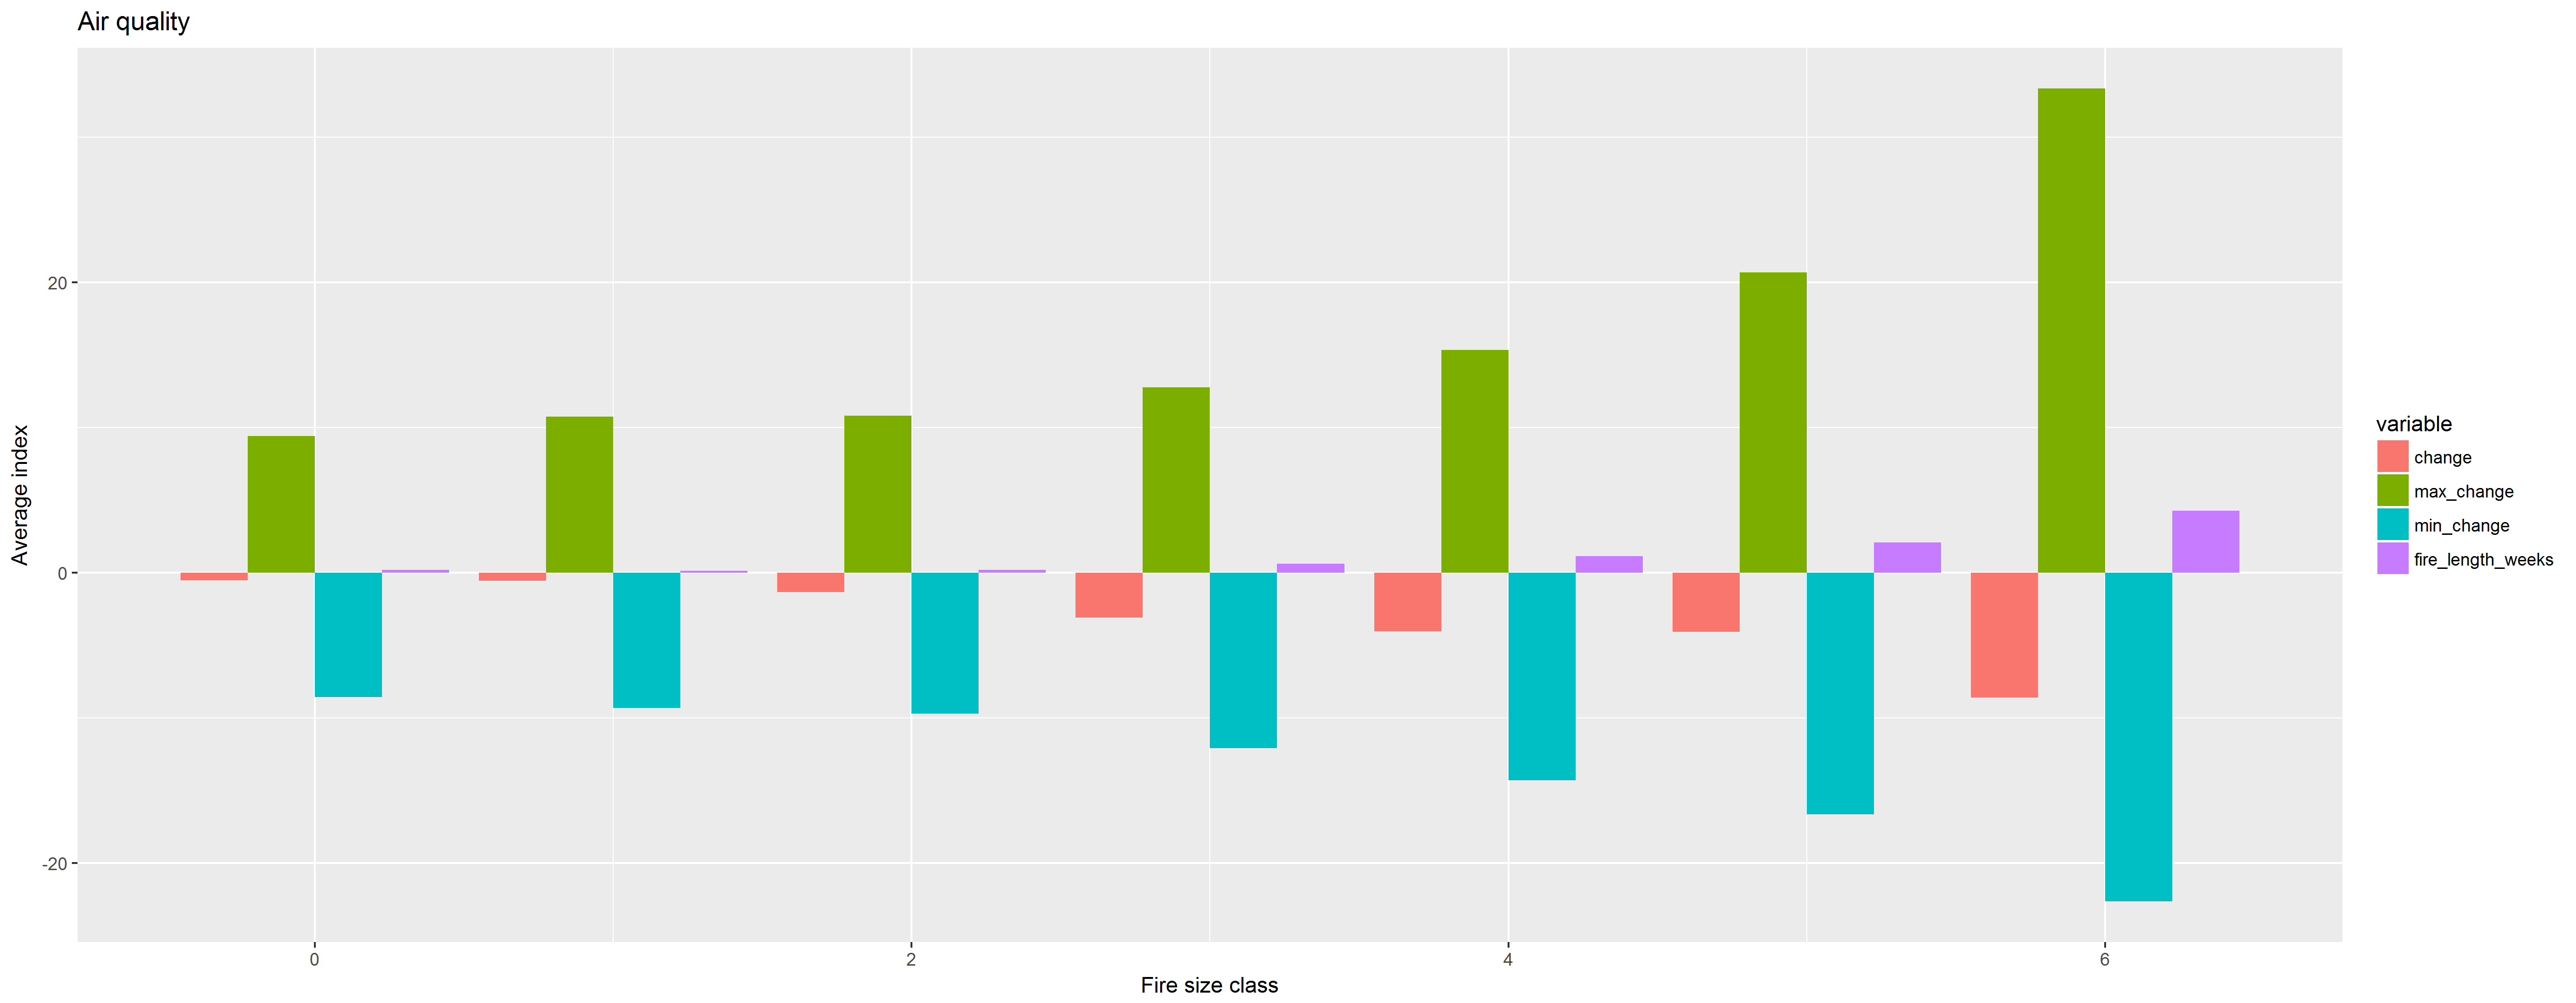 Air quality
20
0
-20
Average index
0 2 4 6
Fire size class
variable
change
max_change
min_change
fire_length_weeks